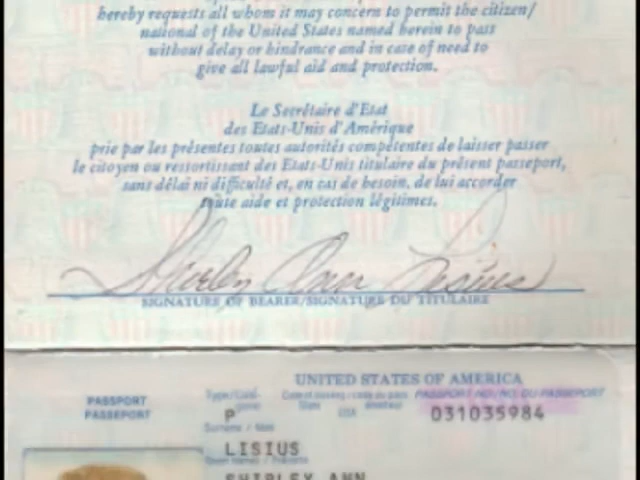 hereby requests all whom it may concern to permit the citizen/
national of the United States named herein to pass
without delay or hindrance and in case of need to
give all lawful aid and protection.
Le Secrétaire d'Etat
des Etats-Unis d'Amérique
prie par les présentes toutes autorités compétentes de laisser passer
le citoyen ou ressortissant des Etats-Unis titulaire du présent passeport,
sans délai ni difficulté et, en cas de besoin, de lui accorder
toute aide et protection légitimes.
Shirley Ann Lisius
SIGNATURE OF BEARER/SIGNATURE DU TITULAIRE
UNITED STATES OF AMERICA
PASSPORT
PASSEPORT
PASSPORT NO./NO. DU PASSEPORT
P
USA
031035984
LISIUS
SHIRLEY ANN